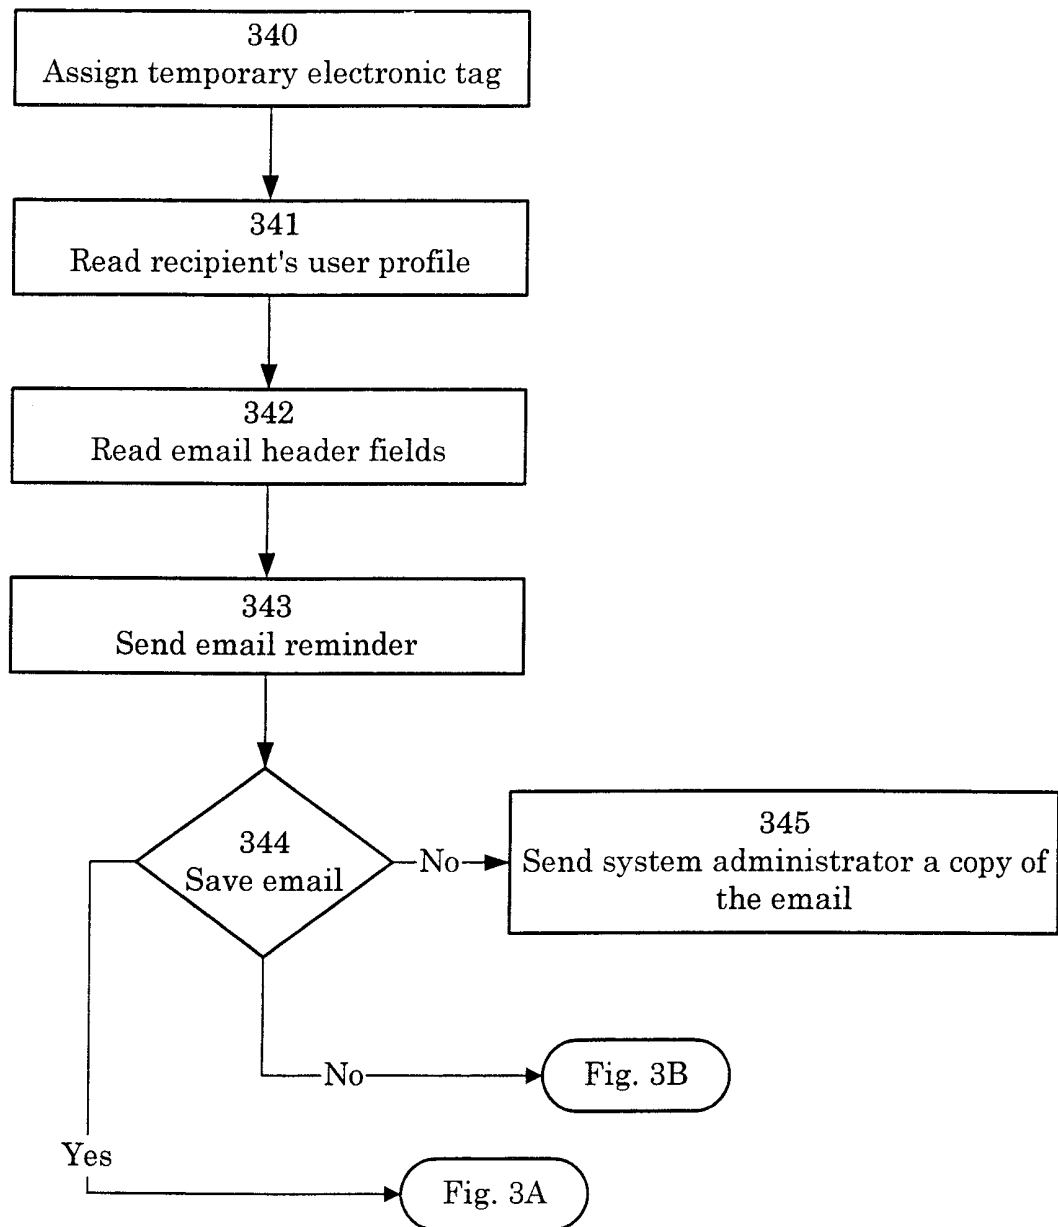 340
Assign temporary electronic tag
341
Read recipient's user profile
342
Read email header fields
343
Send email reminder
344
Save email
No
345
Send system administrator a copy of
the email
No
Fig. 3B
Yes
Fig. 3A